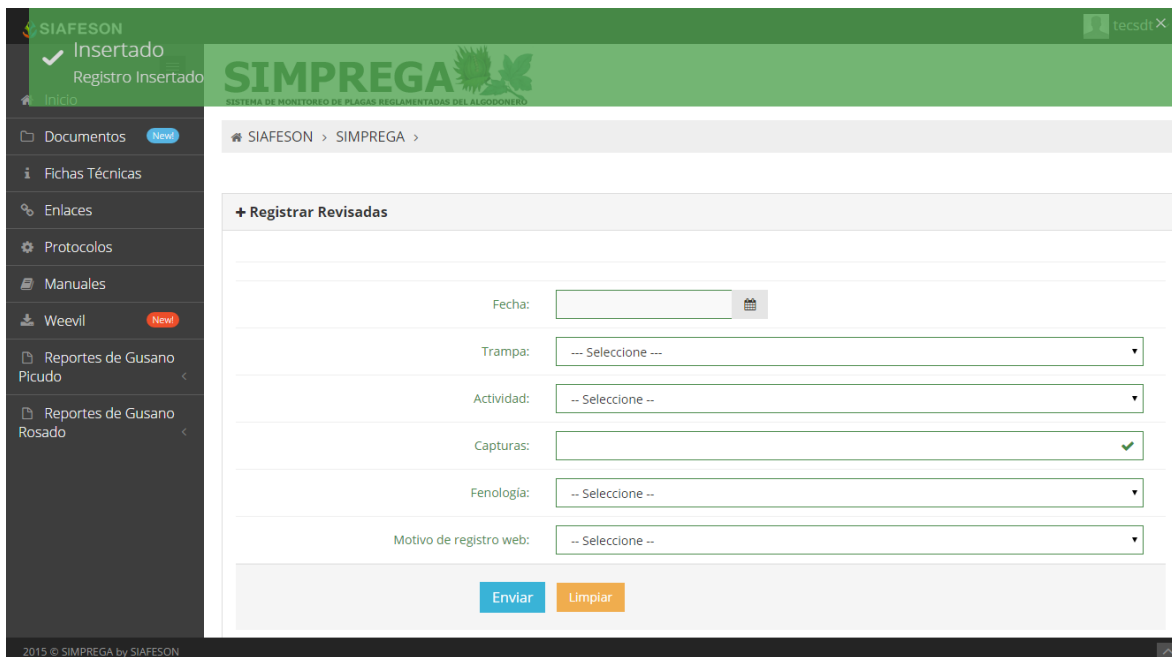 SIAFESON
tecsdt
Insertado
Registro Insertado
SIMPREGA
SISTEMA DE MONITOREO DE PLAGAS REGLAMENTADAS DEL ALGODONERO
Inicio
Documentos New!
SIAFESON > SIMPREGA >
Fichas Técnicas
Enlaces
+ Registrar Revisadas
Protocolos
Manuales
Fecha:
Weevil New!
Trampa: --- Seleccione ---
Reportes de Gusano
Picudo
Actividad: -- Seleccione --
Reportes de Gusano
Rosado
Capturas:
Fenología: -- Seleccione --
Motivo de registro web: -- Seleccione --
Enviar Limpiar
2015 © SIMPREGA by SIAFESON